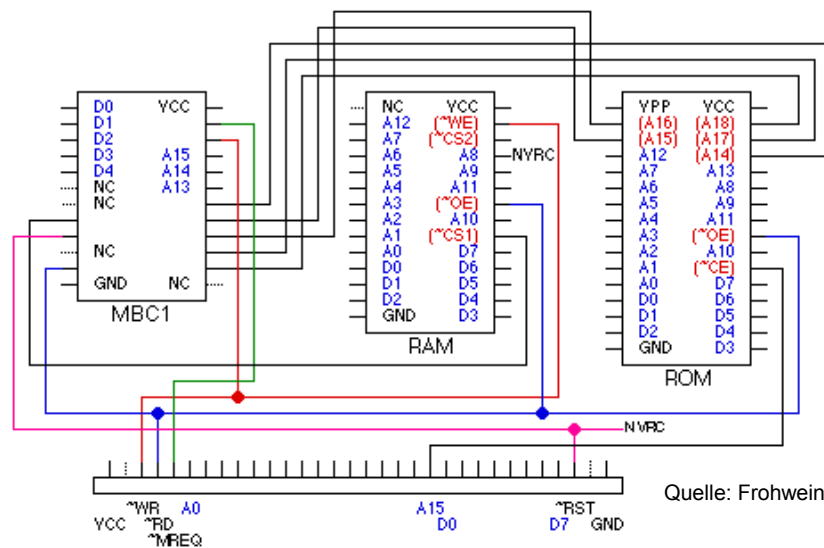 D0 VCC
D1
D2
D3 A15
D4 A14
NC A13
NC
NC
GND NC
MBC1
NC VCC
A12 (~WE)
A7 (~CS2)
A6 A8
A5 A9
A4 A11
A3 (~OE)
A2 A10
A1 (~CS1)
A0 D7
D0 D6
D1 D5
D2 D4
GND D3
RAM
NVRC
VPP VCC
(A16) (A18)
(A15) (A17)
A12 (A14)
A7 A13
A6 A8
A5 A9
A4 A11
A3 (~OE)
A2 A10
A1 (~CE)
A0 D7
D0 D6
D1 D5
D2 D4
GND D3
ROM
NVRC
~WR A0 A15 ~RST
VCC ~RD D0 D7 GND
~MREQ
Quelle: Frohwein